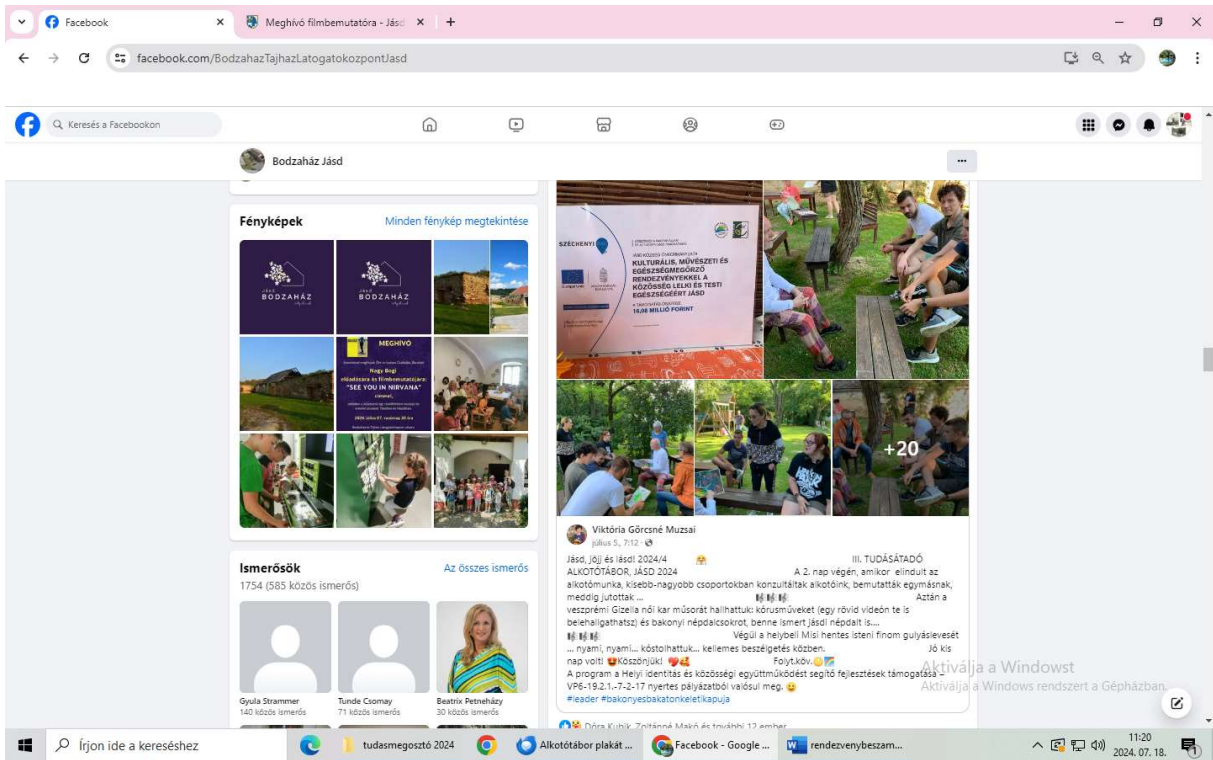 Facebook
Meghívó filmbemutatóra - Jásd
facebook.com/BodzahazTajhazLatogatokozpontJasd
Keresés a Facebookon
Bodzaház Jásd
Fényképek
Minden fénykép megtekintése
JÁSD
BODZAHÁZ
JÁSD
BODZAHÁZ
MEGHÍVÓ
Nagy Bogi
előadására és filmbemutatójára:
"SEE YOU IN NIRVANA"
címmel,
Ismerősök
Az összes ismerős
1754 (585 közös ismerős)
Gyula Strammer
140 közös ismerős
Tunde Csomay
71 közös ismerős
Beatrix Petneházy
30 közös ismerős
SZÉCHENYI
KULTURÁLIS, MŰVÉSZETI ÉS
EGÉSZSÉGMEGŐRZŐ
RENDEZVÉNYEKKEL A
KÖZÖSSÉG LELKI ÉS TESTI
EGÉSZSÉGÉÉRT JÁSD
16,08 MILLIÓ FORINT
+20
Viktória Görcsné Muzsai
július 5., 7:12 ·
Jásd, jöjj és lásd! 2024/4 🤗 III. TUDÁSÁTADÓ
ALKOTÓTÁBOR, JÁSD 2024 A 2. nap végén, amikor elindult az
alkotómunka, kisebb-nagyobb csoportokban konzultáltak alkotóink, bemutatták egymásnak,
meddig jutottak ... 🎼🎼🎼 Aztán a
veszprémi Gizella női kar műsorát hallhattuk: kórusműveket (egy rövid videón te is
belehallgathatsz) és bakonyi népdalcsokrot, benne ismert jásdi népdalt is....
🎼🎼🎼 Végül a helybeli Misi hentes isteni finom gulyáslevesét
... nyami, nyami... kóstolhattuk... kellemes beszélgetés közben. Jó kis
nap volt! 😍Köszönjük! 💖🥰 Folyt.köv.
A program a Helyi identitás és közösségi együttműködést segítő fejlesztések támogatása –
VP6-19.2.1.-7-2-17 nyertes pályázatból valósul meg. 😀
#leader #bakonyesbakatonkeletikapuja
Dóra Kubik, Zoltánné Makó és további 12 ember
Aktiválja a Windowst
Aktiválja a Windows rendszert a Gépházban.
Írjon ide a kereséshez
tudasmegosztó 2024
Alkotótábor plakát ...
Facebook - Google ...
rendezvenybeszam...
11:20
2024. 07. 18.